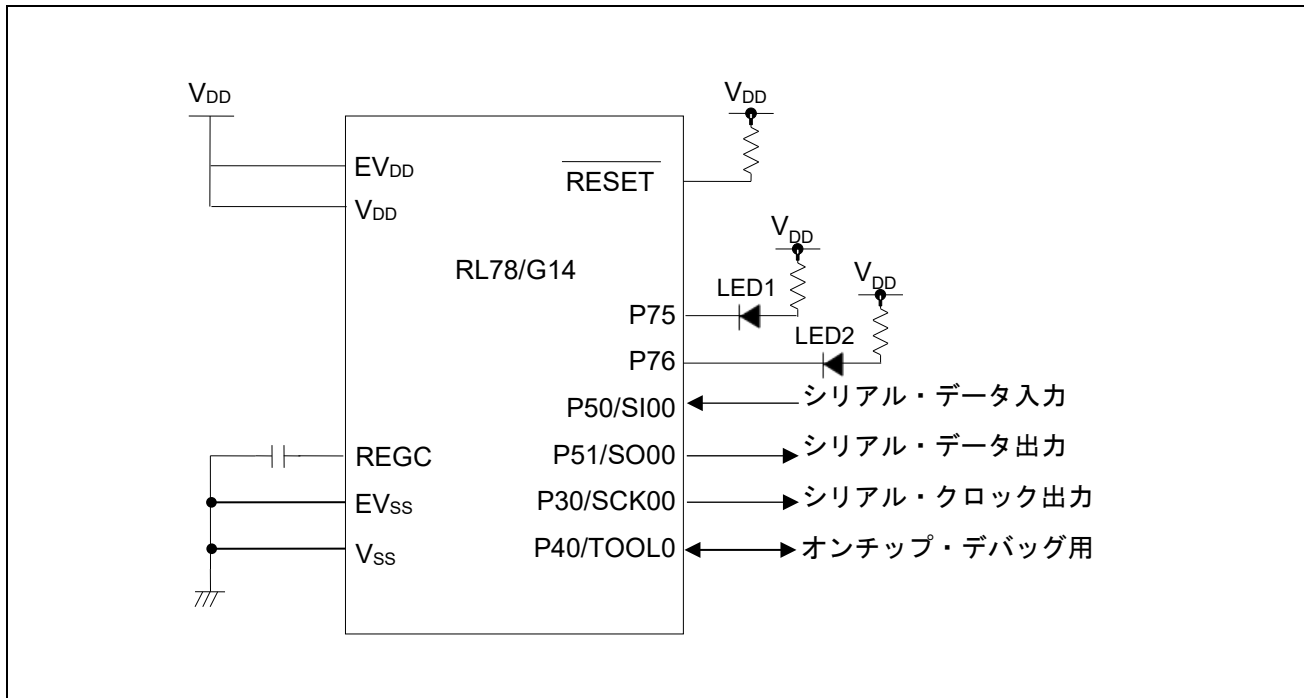 VDD
EVDD
VDD
RL78/G14
REGC
EVSS
VSS
VDD
RESET
VDD
LED1
P75
VDD
LED2
P76
P50/SI00 シリアル・データ入力
P51/SO00 シリアル・データ出力
P30/SCK00 シリアル・クロック出力
P40/TOOL0 オンチップ・デバッグ用